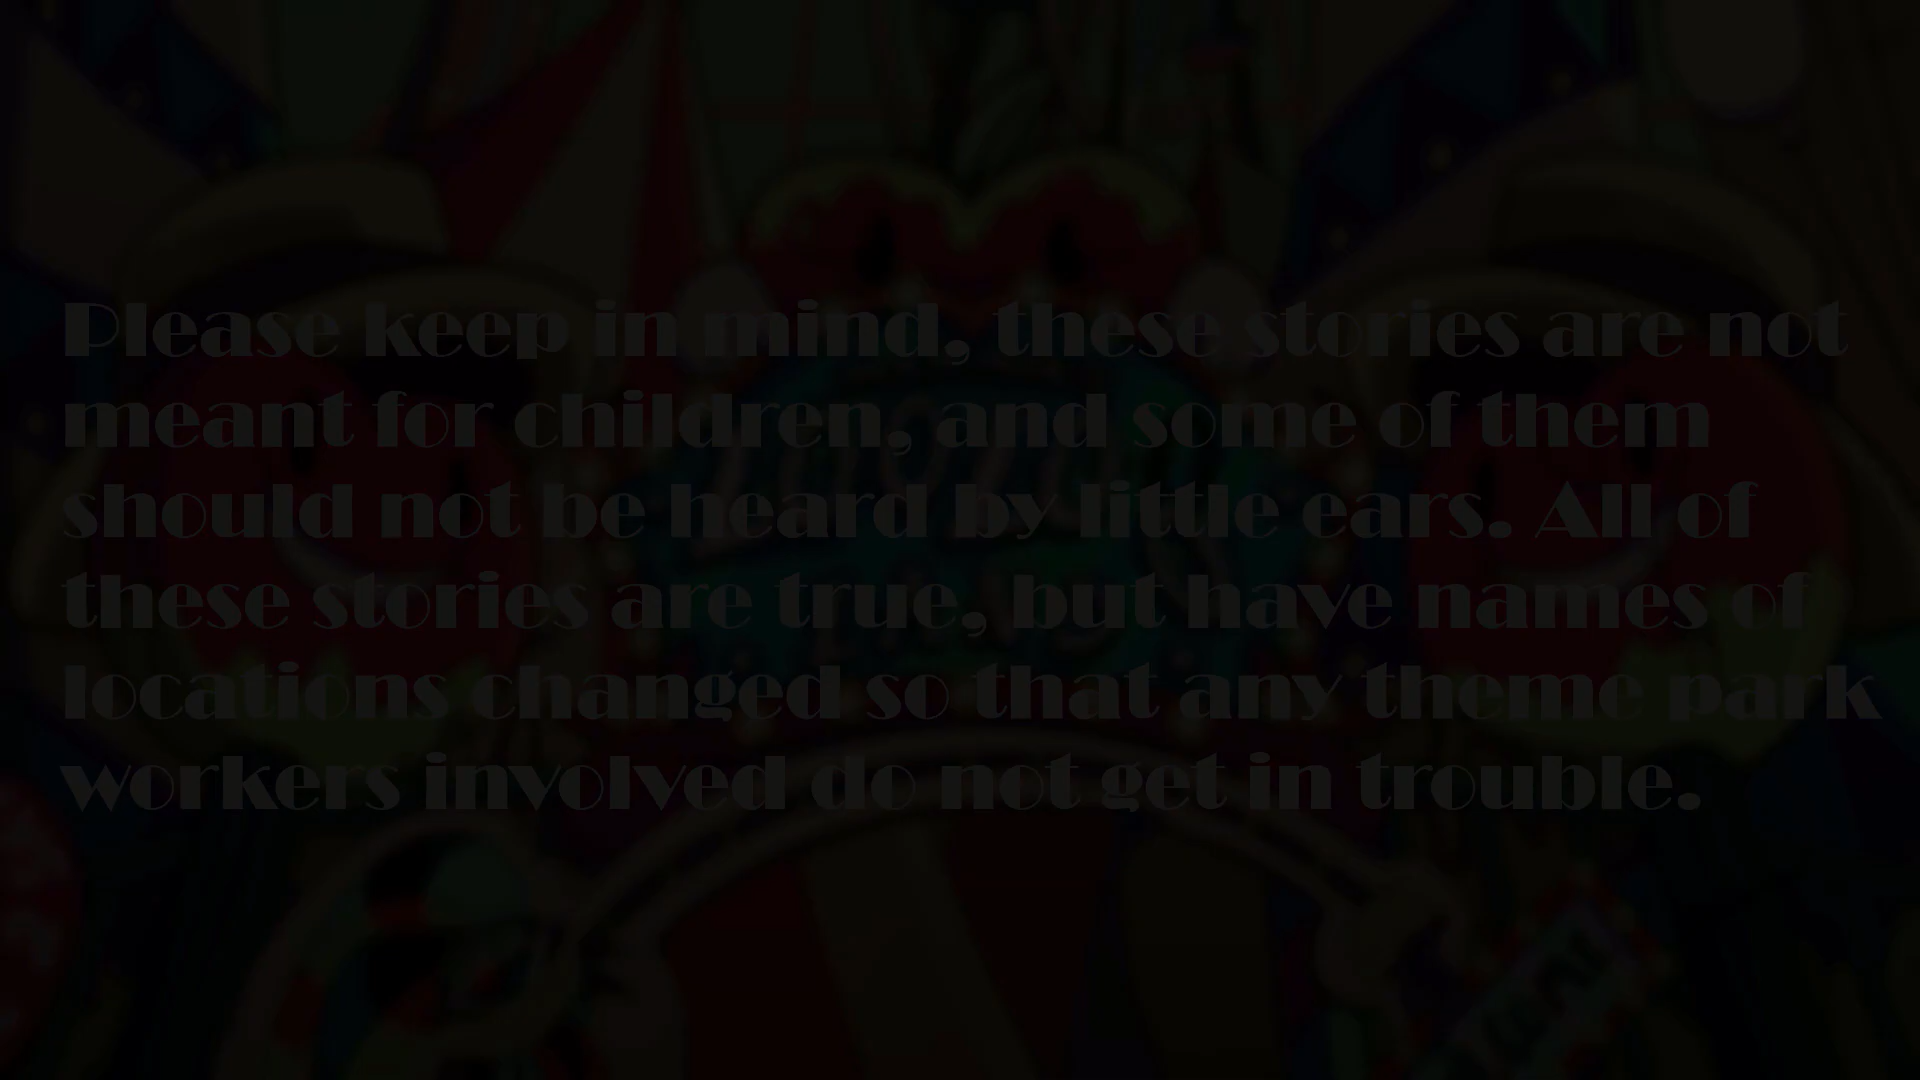 Please keep in mind, these stories are not
meant for children, and some of them
should not be heard by little ears. All of
these stories are true, but have names of
locations changed so that any theme park
workers involved do not get in trouble.